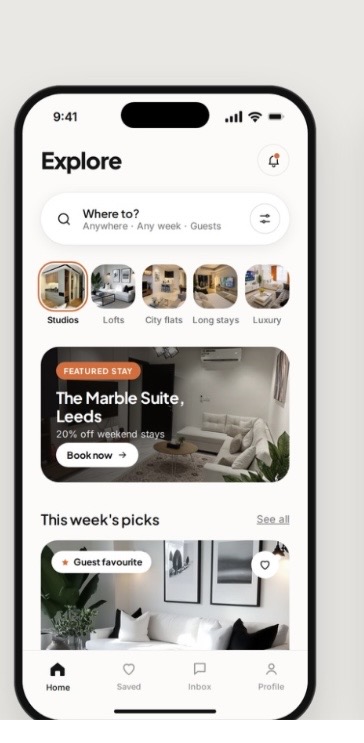 9:41
Explore
Where to?
Anywhere · Any week · Guests
Studios
Lofts
City flats
Long stays
Luxury
FEATURED STAY
The Marble Suite,
Leeds
20% off weekend stays
Book now →
This week's picks
See all
★ Guest favourite
Home
Saved
Inbox
Profile